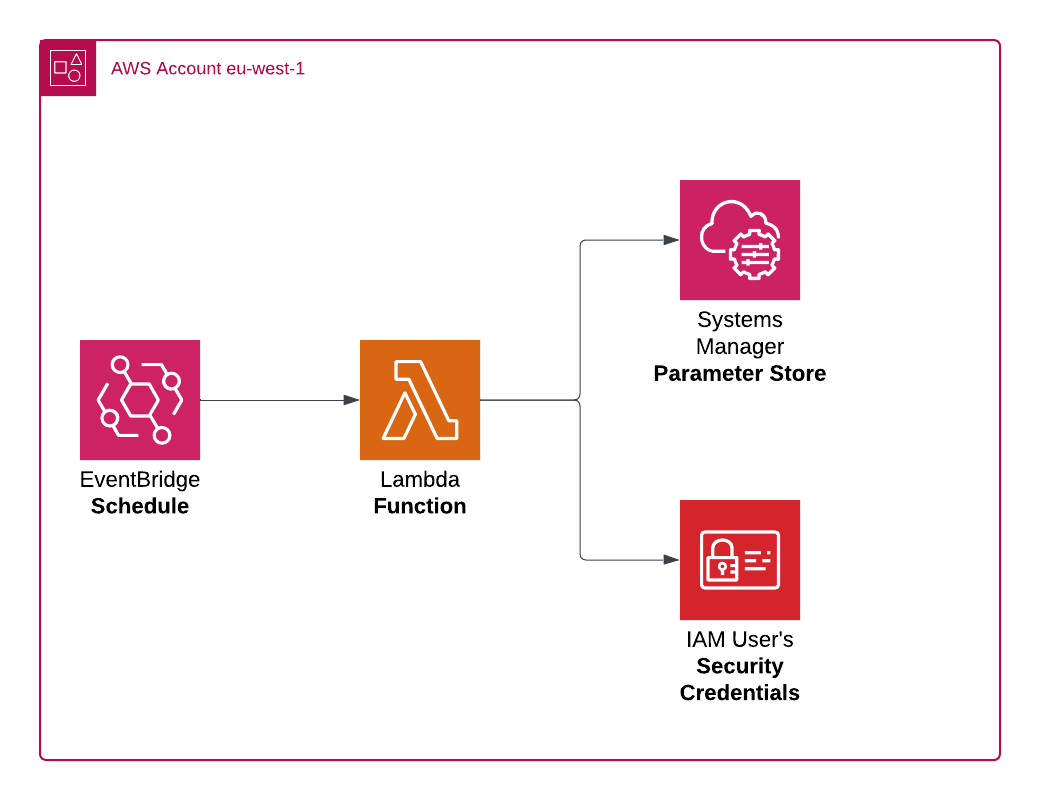 AWS Account eu-west-1
Systems
Manager
Parameter Store
EventBridge
Schedule
Lambda
Function
IAM User's
Security
Credentials